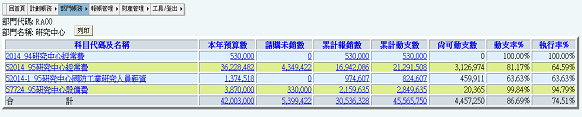 回首頁 計劃帳務 部門帳務 報帳管理 財產管理 工具/登出
部門代碼: RA00
部門名稱: 研究中心 列印
科目代碼及名稱 本年預算數 請購未銷數 累計報銷數 累計動支數 尚可動支數 動支率% 執行率%
2014 94研究中心經常費 530,000 0 530,000 530,000 0 100.00% 100.00%
S2014 95研究中心經常費 36,228,482 4,349,422 16,942,086 21,291,508 3,126,974 81.17% 64.59%
S2014-1 95研究中心國防工業研究人員薪資 1,374,518 0 974,607 824,607 459,911 63.63% 63.63%
S7724 95研究中心設備費 3,870,000 330,000 2,159,635 2,849,635 20,365 99.84% 94.79%
合 計 42,003,000 5,399,422 30,536,328 45,565,750 4,457,250 86.69% 74.51%